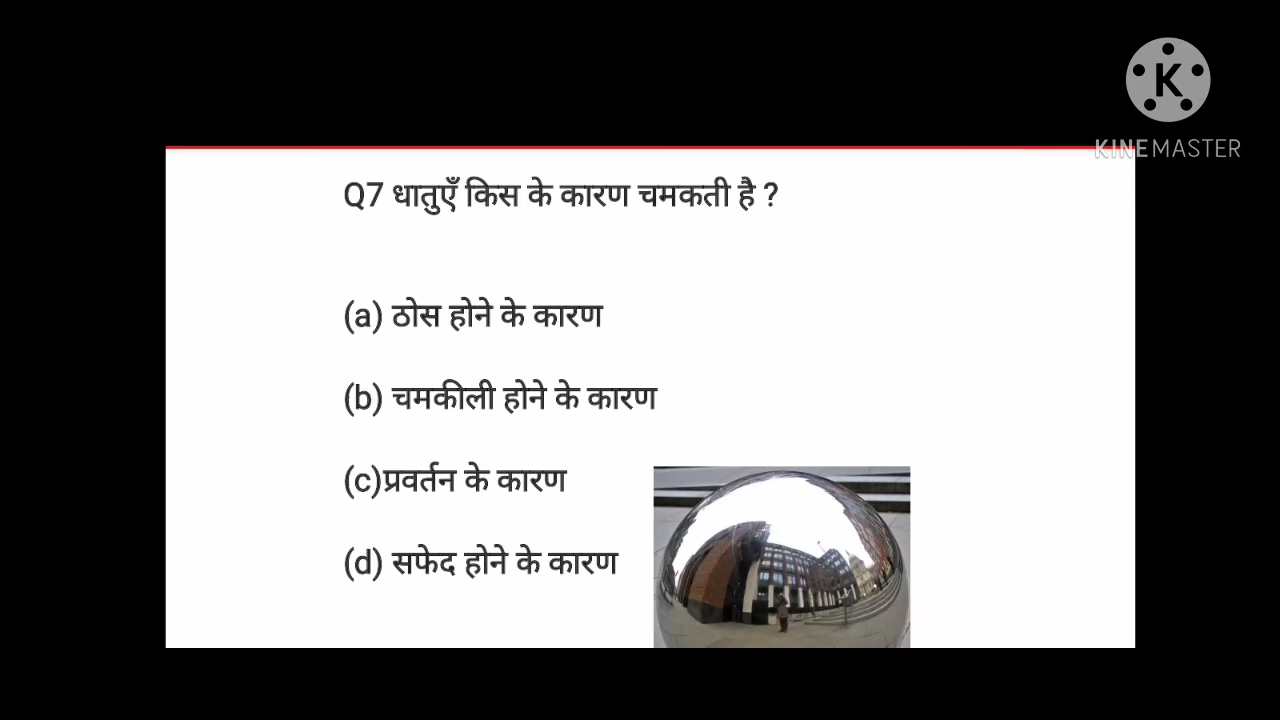 K
KINEMASTER
Q7 धातुएँ किस के कारण चमकती है ?
(a) ठोस होने के कारण
(b) चमकीली होने के कारण
(c)प्रवर्तन के कारण
(d) सफेद होने के कारण